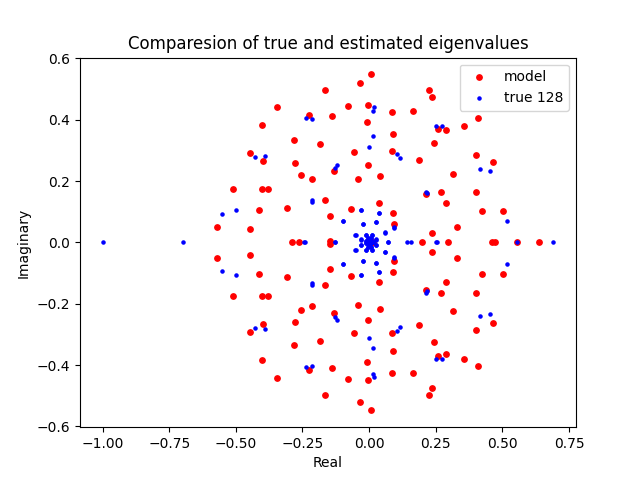 Comparesion of true and estimated eigenvalues
0.6
model
true 128
0.4
0.2
Imaginary
0.0
−0.2
−0.4
−0.6
−1.00 −0.75 −0.50 −0.25 0.00 0.25 0.50 0.75
Real